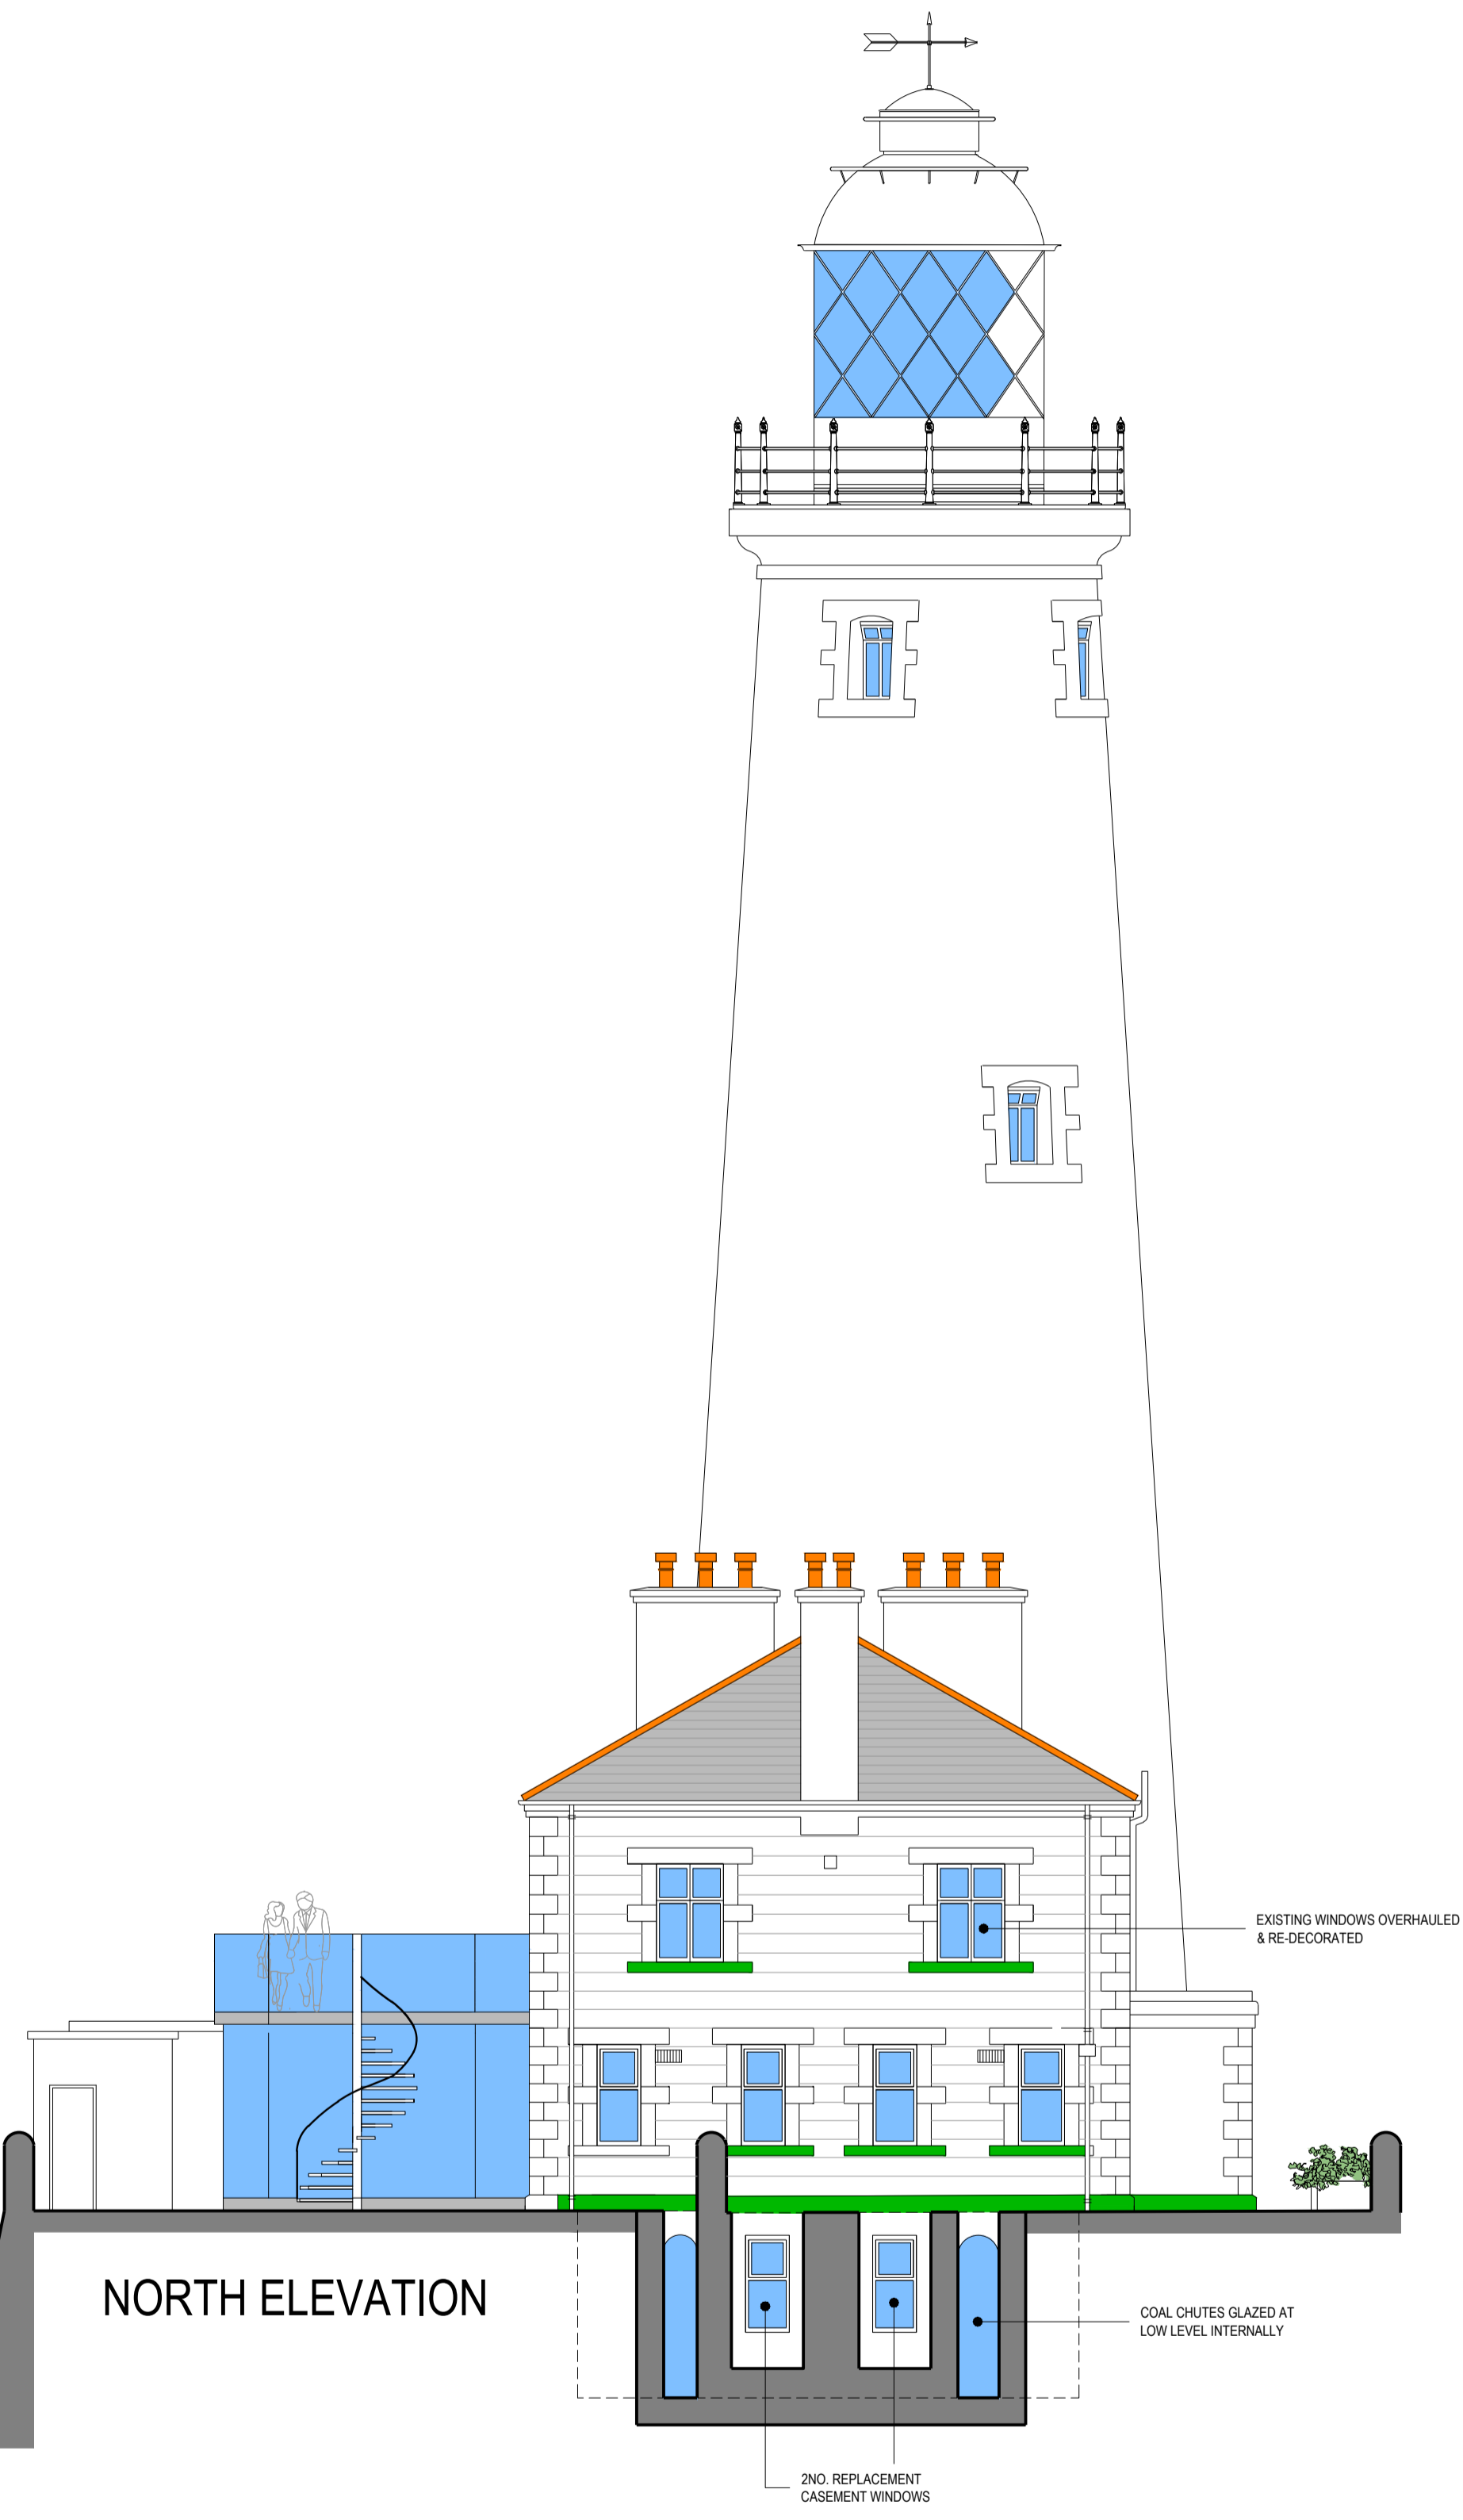 EXISTING WINDOWS OVERHAULED
& RE-DECORATED
NORTH ELEVATION
COAL CHUTES GLAZED AT
LOW LEVEL INTERNALLY
2NO. REPLACEMENT
CASEMENT WINDOWS